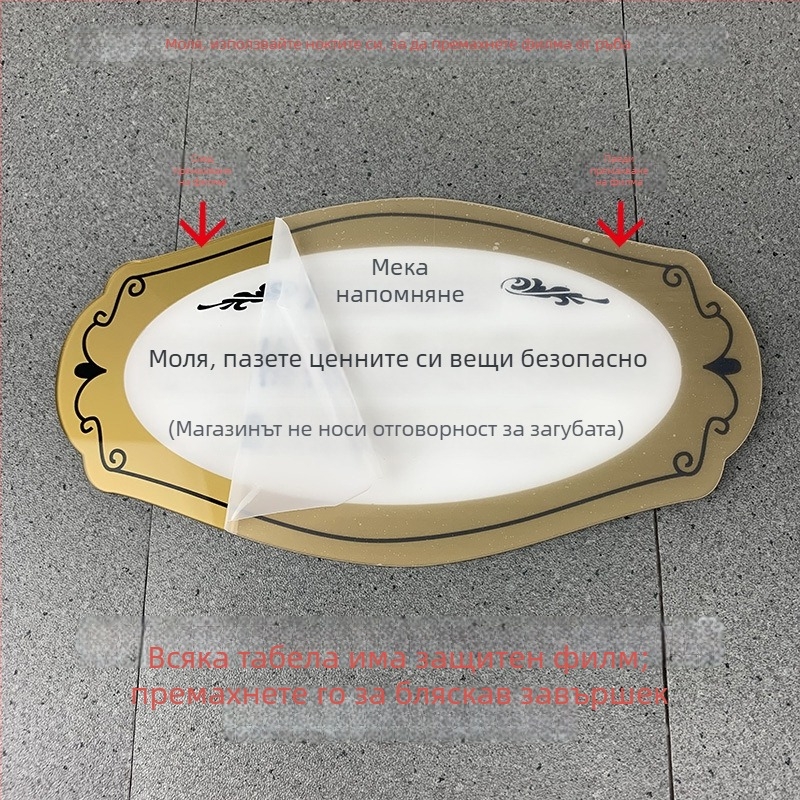 Моля, използвайте ноктите си, за да премахнете филма от ръба
Мека
напомняне
Моля, пазете ценните си вещи безопасно
(Магазинът не носи отговорност за загубата)
Всяка табела има защитен филм;
премахнете го за бляскав завършек